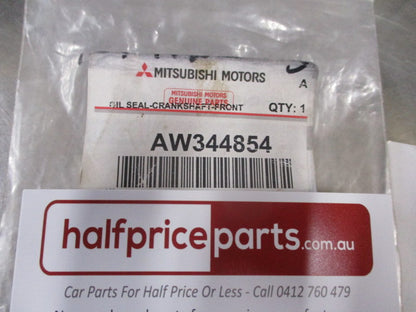 MITSUBISHI MOTORS
A
MITSUBISHI MOTORS
GENUINE PARTS
OIL SEAL-CRANKSHAFT-FRONT QTY: 1
AW344854
halfpriceparts.com.au
Car Parts For Half Price Or Less - Call 0412 760 479